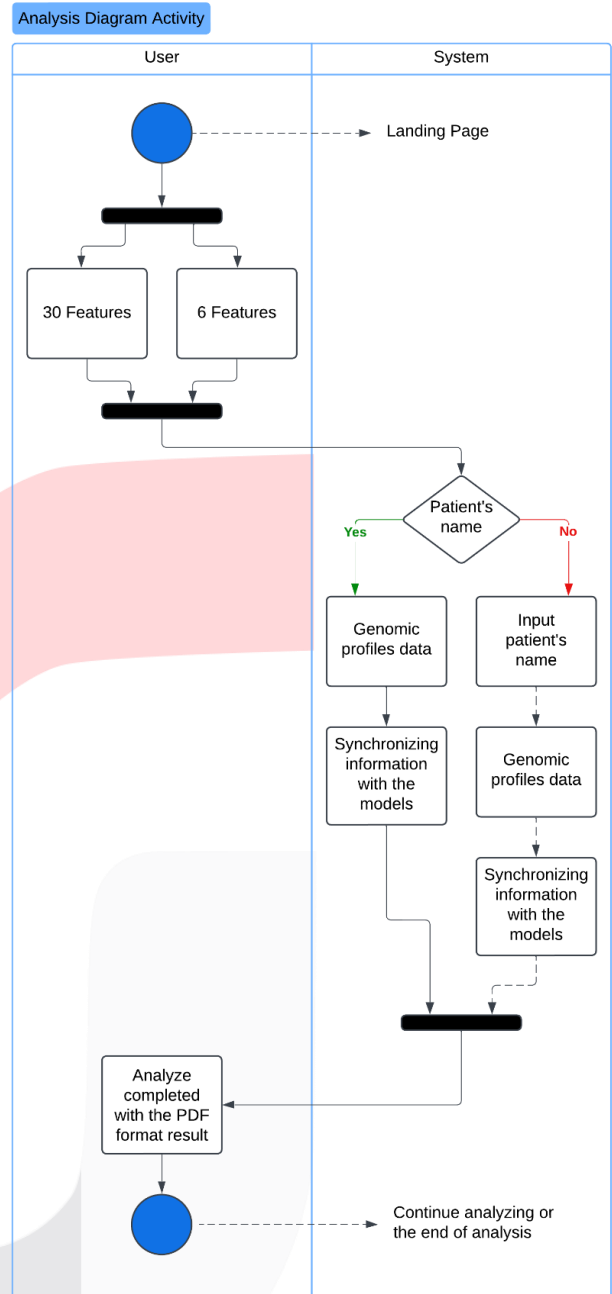 Analysis Diagram Activity
User
System
Landing Page
30 Features
6 Features
Patient's
name
Yes
No
Genomic
profiles data
Input
patient's
name
Synchronizing
information
with the
models
Genomic
profiles data
Synchronizing
information
with the
models
Analyze
completed
with the PDF
format result
Continue analyzing or
the end of analysis